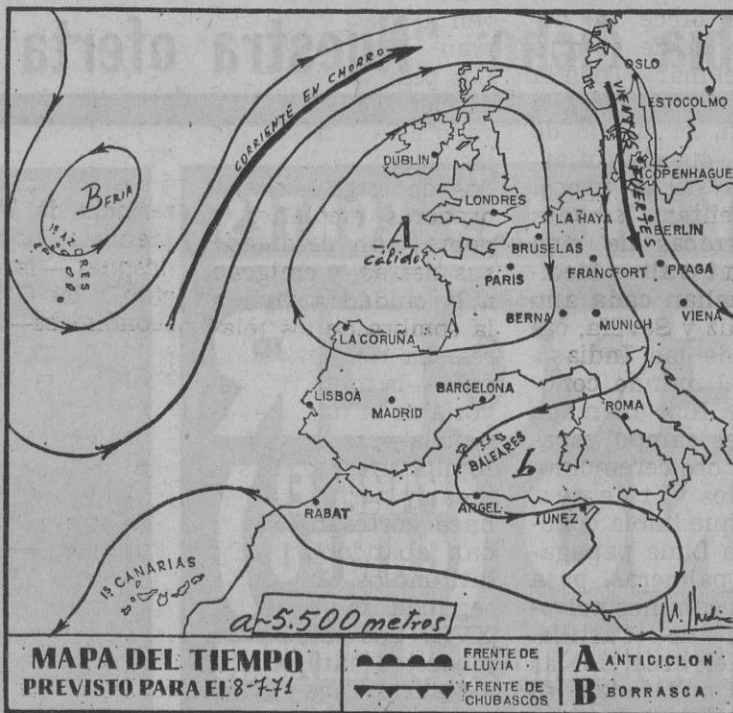 OSLO
ESTOCOLMO
CORRIENTE EN CHORRO
VIENTOS FUERTES
DUBLIN
COPENHAGUE
B FRIA
Is AZORES
LONDRES
LA HAYA
BERLIN
A
cálido
BRUSELAS
PARIS
FRANCFORT
PRAGA
BERNA
MUNICH
VIENA
LA CORUÑA
LISBOA
MADRID
BARCELONA
ROMA
BALEARES
b
RABAT
ARGEL
TUNEZ
Is CANARIAS
a-5.500 metros
MAPA DEL TIEMPO
PREVISTO PARA EL 8-7-71
FRENTE DE
LLUVIA
FRENTE DE
CHUBASCOS
A ANTICICLON
B BORRASCA